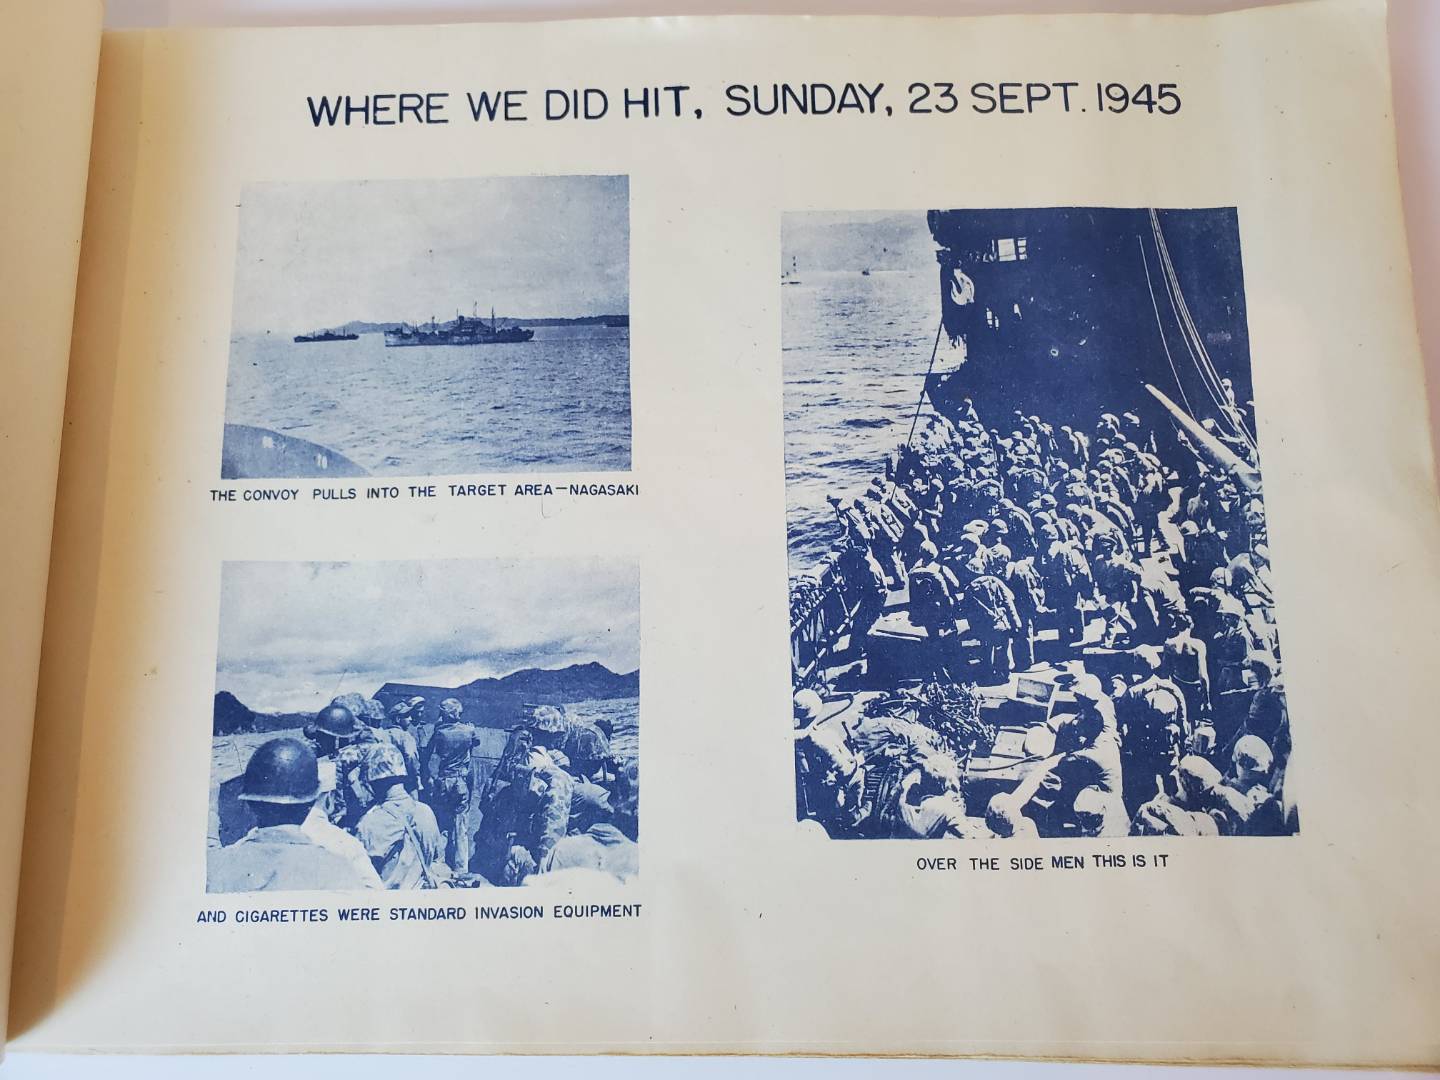 WHERE WE DID HIT, SUNDAY, 23 SEPT. 1945
THE CONVOY PULLS INTO THE TARGET AREA—NAGASAKI
AND CIGARETTES WERE STANDARD INVASION EQUIPMENT
OVER THE SIDE MEN THIS IS IT